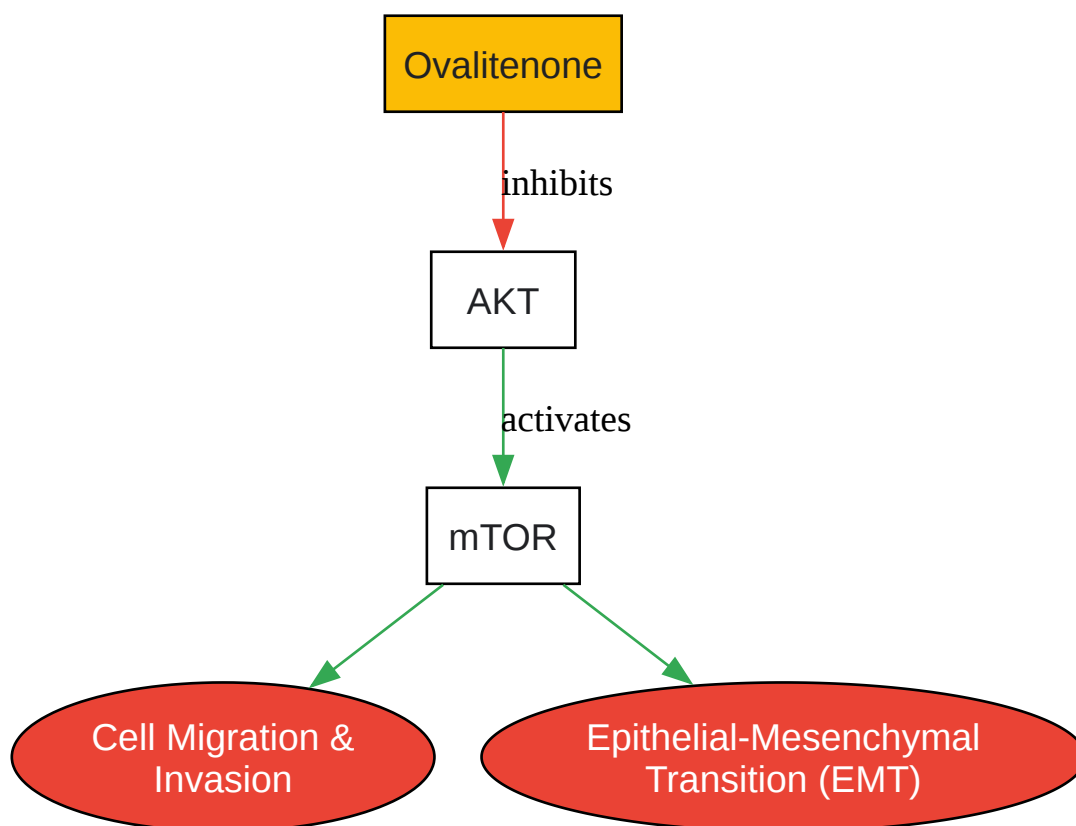 Ovalitenone
inhibits
AKT
activates
mTOR
Cell Migration &
Invasion
Epithelial-Mesenchymal
Transition (EMT)